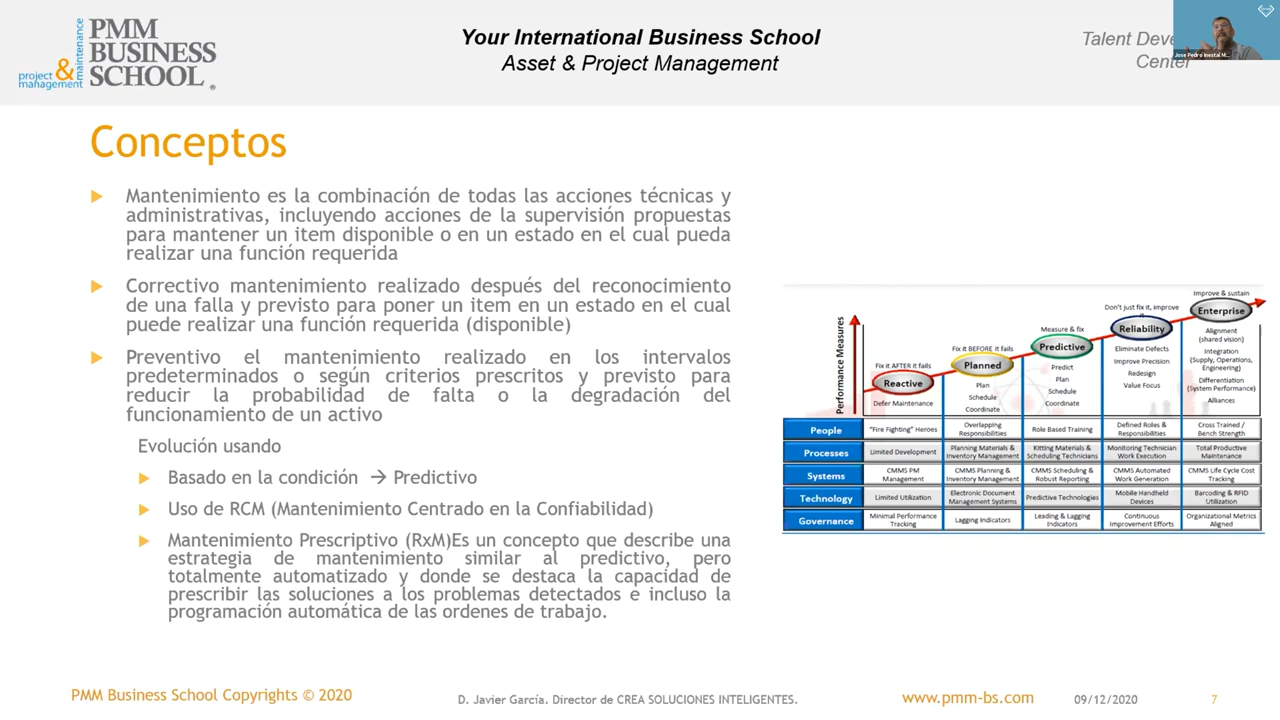 project & management
maintenance
PMM
BUSINESS
SCHOOL
Your International Business School
Asset & Project Management
Talent
Center
Jose Pedro Inestal M...
Conceptos
Mantenimiento es la combinación de todas las acciones técnicas y
administrativas, incluyendo acciones de la supervisión propuestas
para mantener un item disponible o en un estado en el cual pueda
realizar una función requerida
Correctivo mantenimiento realizado después del reconocimiento
de una falla y previsto para poner un item en un estado en el cual
puede realizar una función requerida (disponible)
Preventivo el mantenimiento realizado en los intervalos
predeterminados o según criterios prescritos y previsto para
reducir la probabilidad de falta o la degradación del
funcionamiento de un activo
Evolución usando
Basado en la condición → Predictivo
Uso de RCM (Mantenimiento Centrado en la Confiabilidad)
Mantenimiento Prescriptivo (RxM)Es un concepto que describe una
estrategia de mantenimiento similar al predictivo, pero
totalmente automatizado y donde se destaca la capacidad de
prescribir las soluciones a los problemas detectados e incluso la
programación automática de las ordenes de trabajo.
Performance Measures
Fix it AFTER it fails
Reactive
Defer Maintenance
Fix it BEFORE it fails
Planned
Plan
Schedule
Coordinate
Measure & fix
Predictive
Predict
Plan
Schedule
Coordinate
Don't just fix it, improve
Reliability
Eliminate Defects
Improve Precision
Redesign
Value Focus
Improve & sustain
Enterprise
Alignment
(shared vision)
Integration
(Supply, Operations,
Engineering)
Differentiation
(System Performance)
Alliances
People
"Fire Fighting" Heroes
Overlapping
Responsibilities
Role Based Training
Defined Roles &
Responsibilities
Cross Trained /
Bench Strength
Processes
Limited Development
Planning Materials &
Inventory Management
Kitting Materials &
Scheduling Technicians
Monitoring Technician
Work Execution
Total Productive
Maintenance
Systems
CMMS PM
Management
CMMS Planning &
Inventory Management
CMMS Scheduling &
Robust Reporting
CMMS Automated
Work Generation
CMMS Life Cycle Cost
Tracking
Technology
Limited Utilization
Electronic Document
Management Systems
Predictive Technologies
Mobile Handheld
Devices
Barcoding & RFID
Utilization
Governance
Minimal Performance
Tracking
Lagging Indicators
Leading & Lagging
Indicators
Continuous
Improvement Efforts
Organizational Metrics
Aligned
PMM Business School Copyrights © 2020
D. Javier García. Director de CREA SOLUCIONES INTELIGENTES.
www.pmm-bs.com
09/12/2020
7